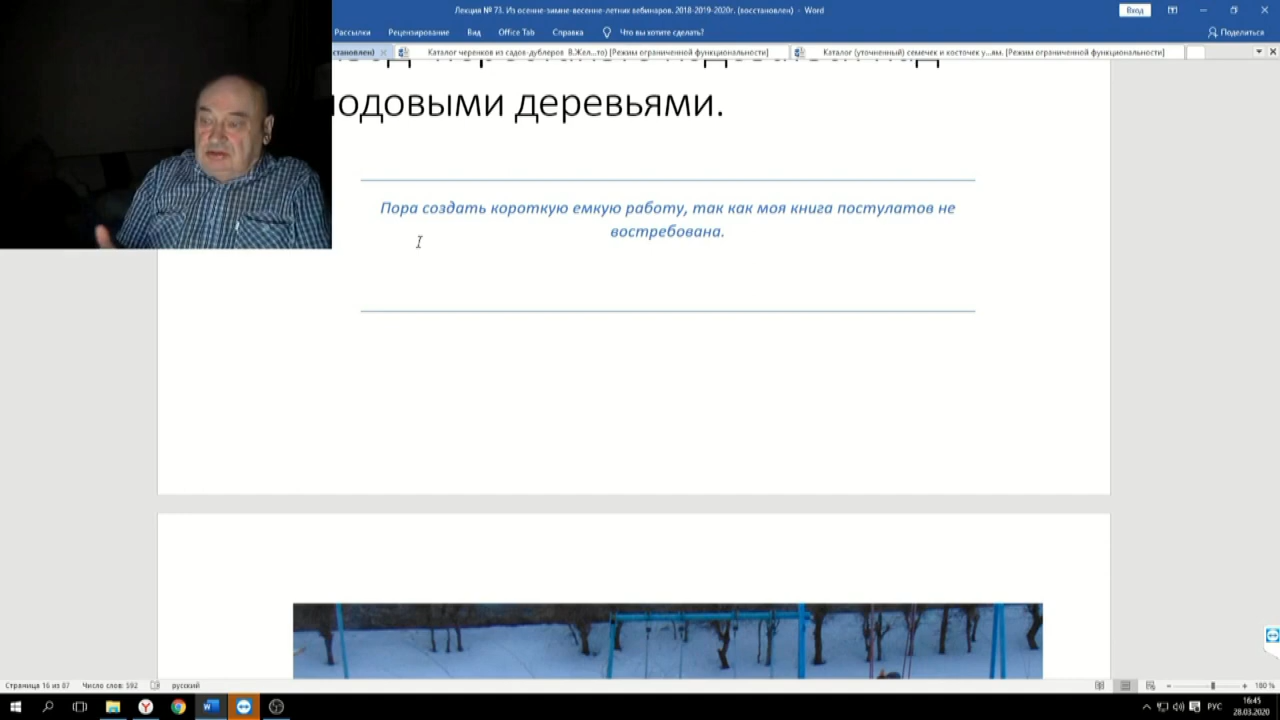 Лекция № 73. Из осенне-зимне-весенне-летних вебинаров. 2018-2019-2020г. (восстановлен) - Word
Вход
Рассылки Рецензирование Вид Office Tab Справка Что вы хотите сделать? Поделиться
становлен) Каталог черенков из садов-дублеров В.Жел...то) [Режим ограниченной функциональности] Каталог (уточненный) семечек и косточек у...ям. [Режим ограниченной функциональности]
лодовыми деревьями.
Пора создать короткую емкую работу, так как моя книга постулатов не
востребована.
Страница 16 из 87 Число слов: 592 русский 180 %
РУС
16:45
28.03.2020